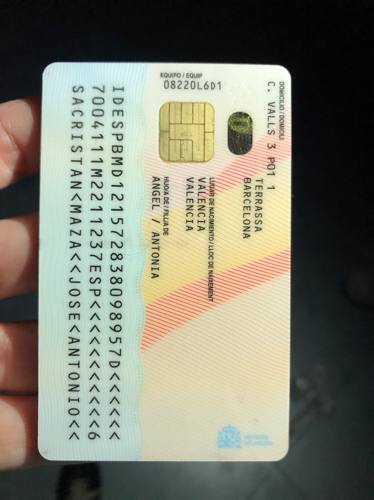 DOMICILIO / DOMICILI
C. VALLS 3 P01 1
TERRASSA
BARCELONA
LUGAR DE NACIMIENTO / LLOC DE NAIXEMENT
VALENCIA
VALENCIA
HIJO/A DE / FILL/A DE
ANGEL / ANTONIA
EQUIPO / EQUIP
08220L6D1
IDESPBMD121572838098957D<<<<<<
7004111M2211237ESP<<<<<<<<<<<6
SACRISTAN<MAZA<<JOSE<ANTONIO<<